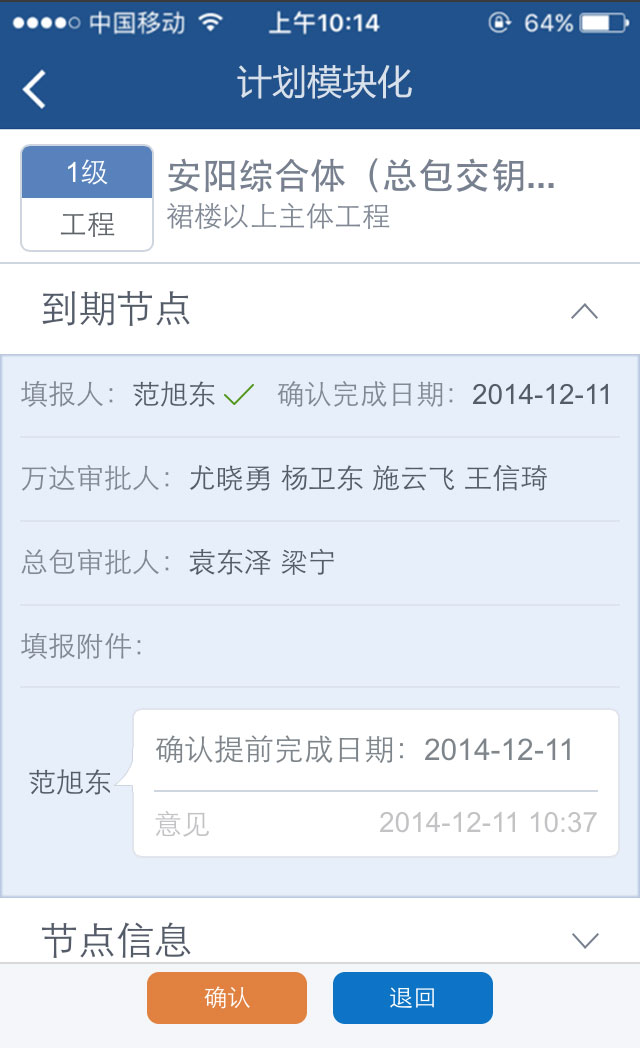 中国移动 上午10:14 64%
计划模块化
1级
安阳综合体（总包交钥...
工程
裙楼以上主体工程
到期节点
填报人： 范旭东 确认完成日期： 2014-12-11
万达审批人： 尤晓勇 杨卫东 施云飞 王信琦
总包审批人： 袁东泽 梁宁
填报附件：
确认提前完成日期： 2014-12-11
范旭东
意见 2014-12-11 10:37
节点信息
确认 退回